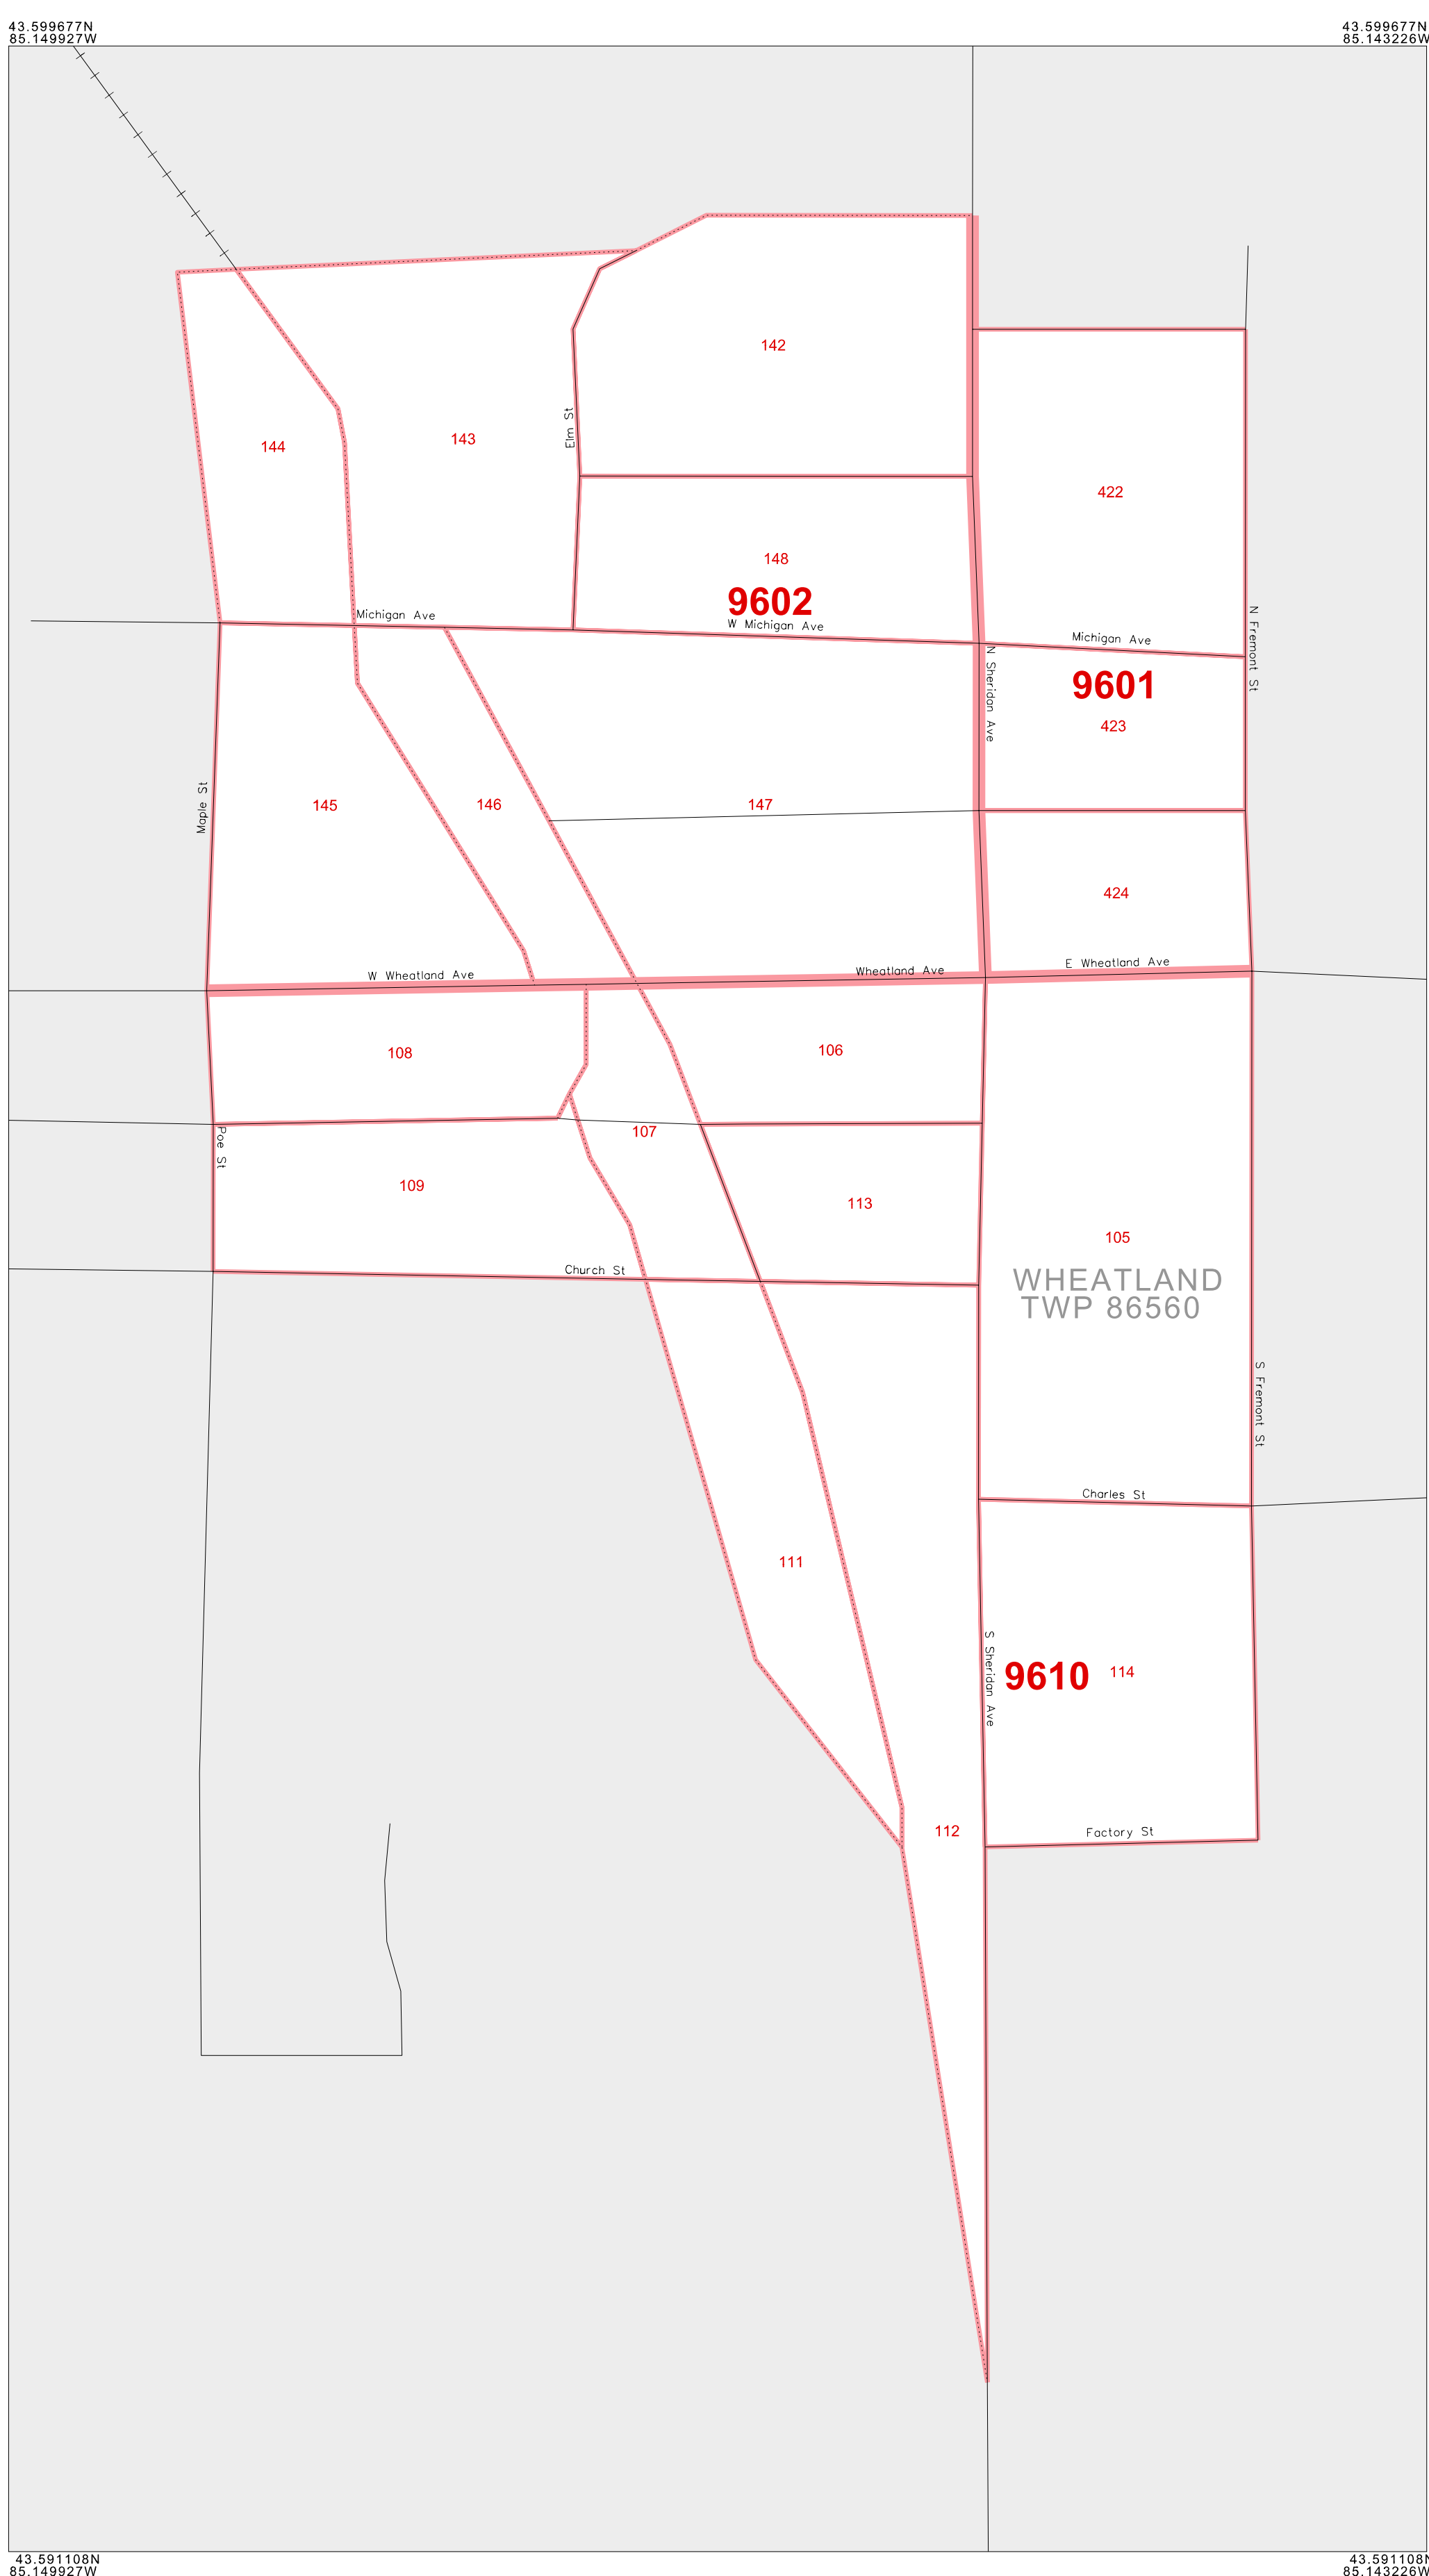 43.599677N
85.149927W
43.599677N
85.143226W
142
144
143
Elm St
422
148
9602
Michigan Ave
W Michigan Ave
Michigan Ave
N Fremont St
N Sheridan Ave
9601
423
Maple St
145
146
147
424
W Wheatland Ave
Wheatland Ave
E Wheatland Ave
108
106
107
Poe St
109
113
105
Church St
WHEATLAND
TWP 86560
S Fremont St
Charles St
111
S Sheridan Ave
9610
114
112
Factory St
43.591108N
85.149927W
43.591108N
85.143226W